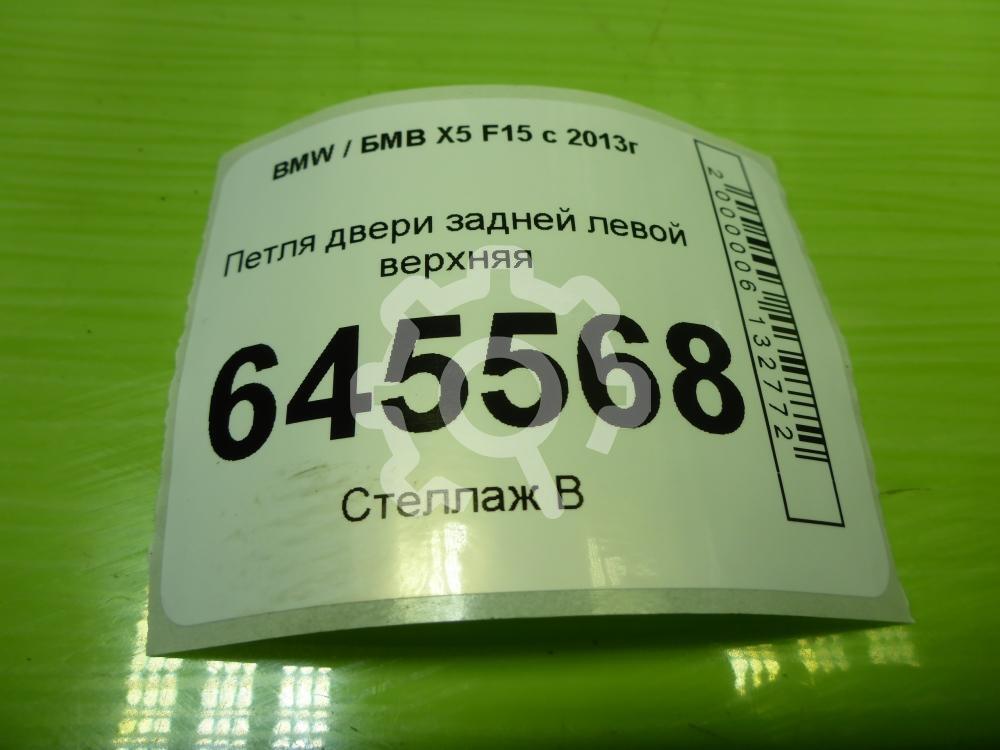 BMW / БМВ X5 F15 с 2013г
Петля двери задней левой
верхняя
645568
Стеллаж В
2000006132772